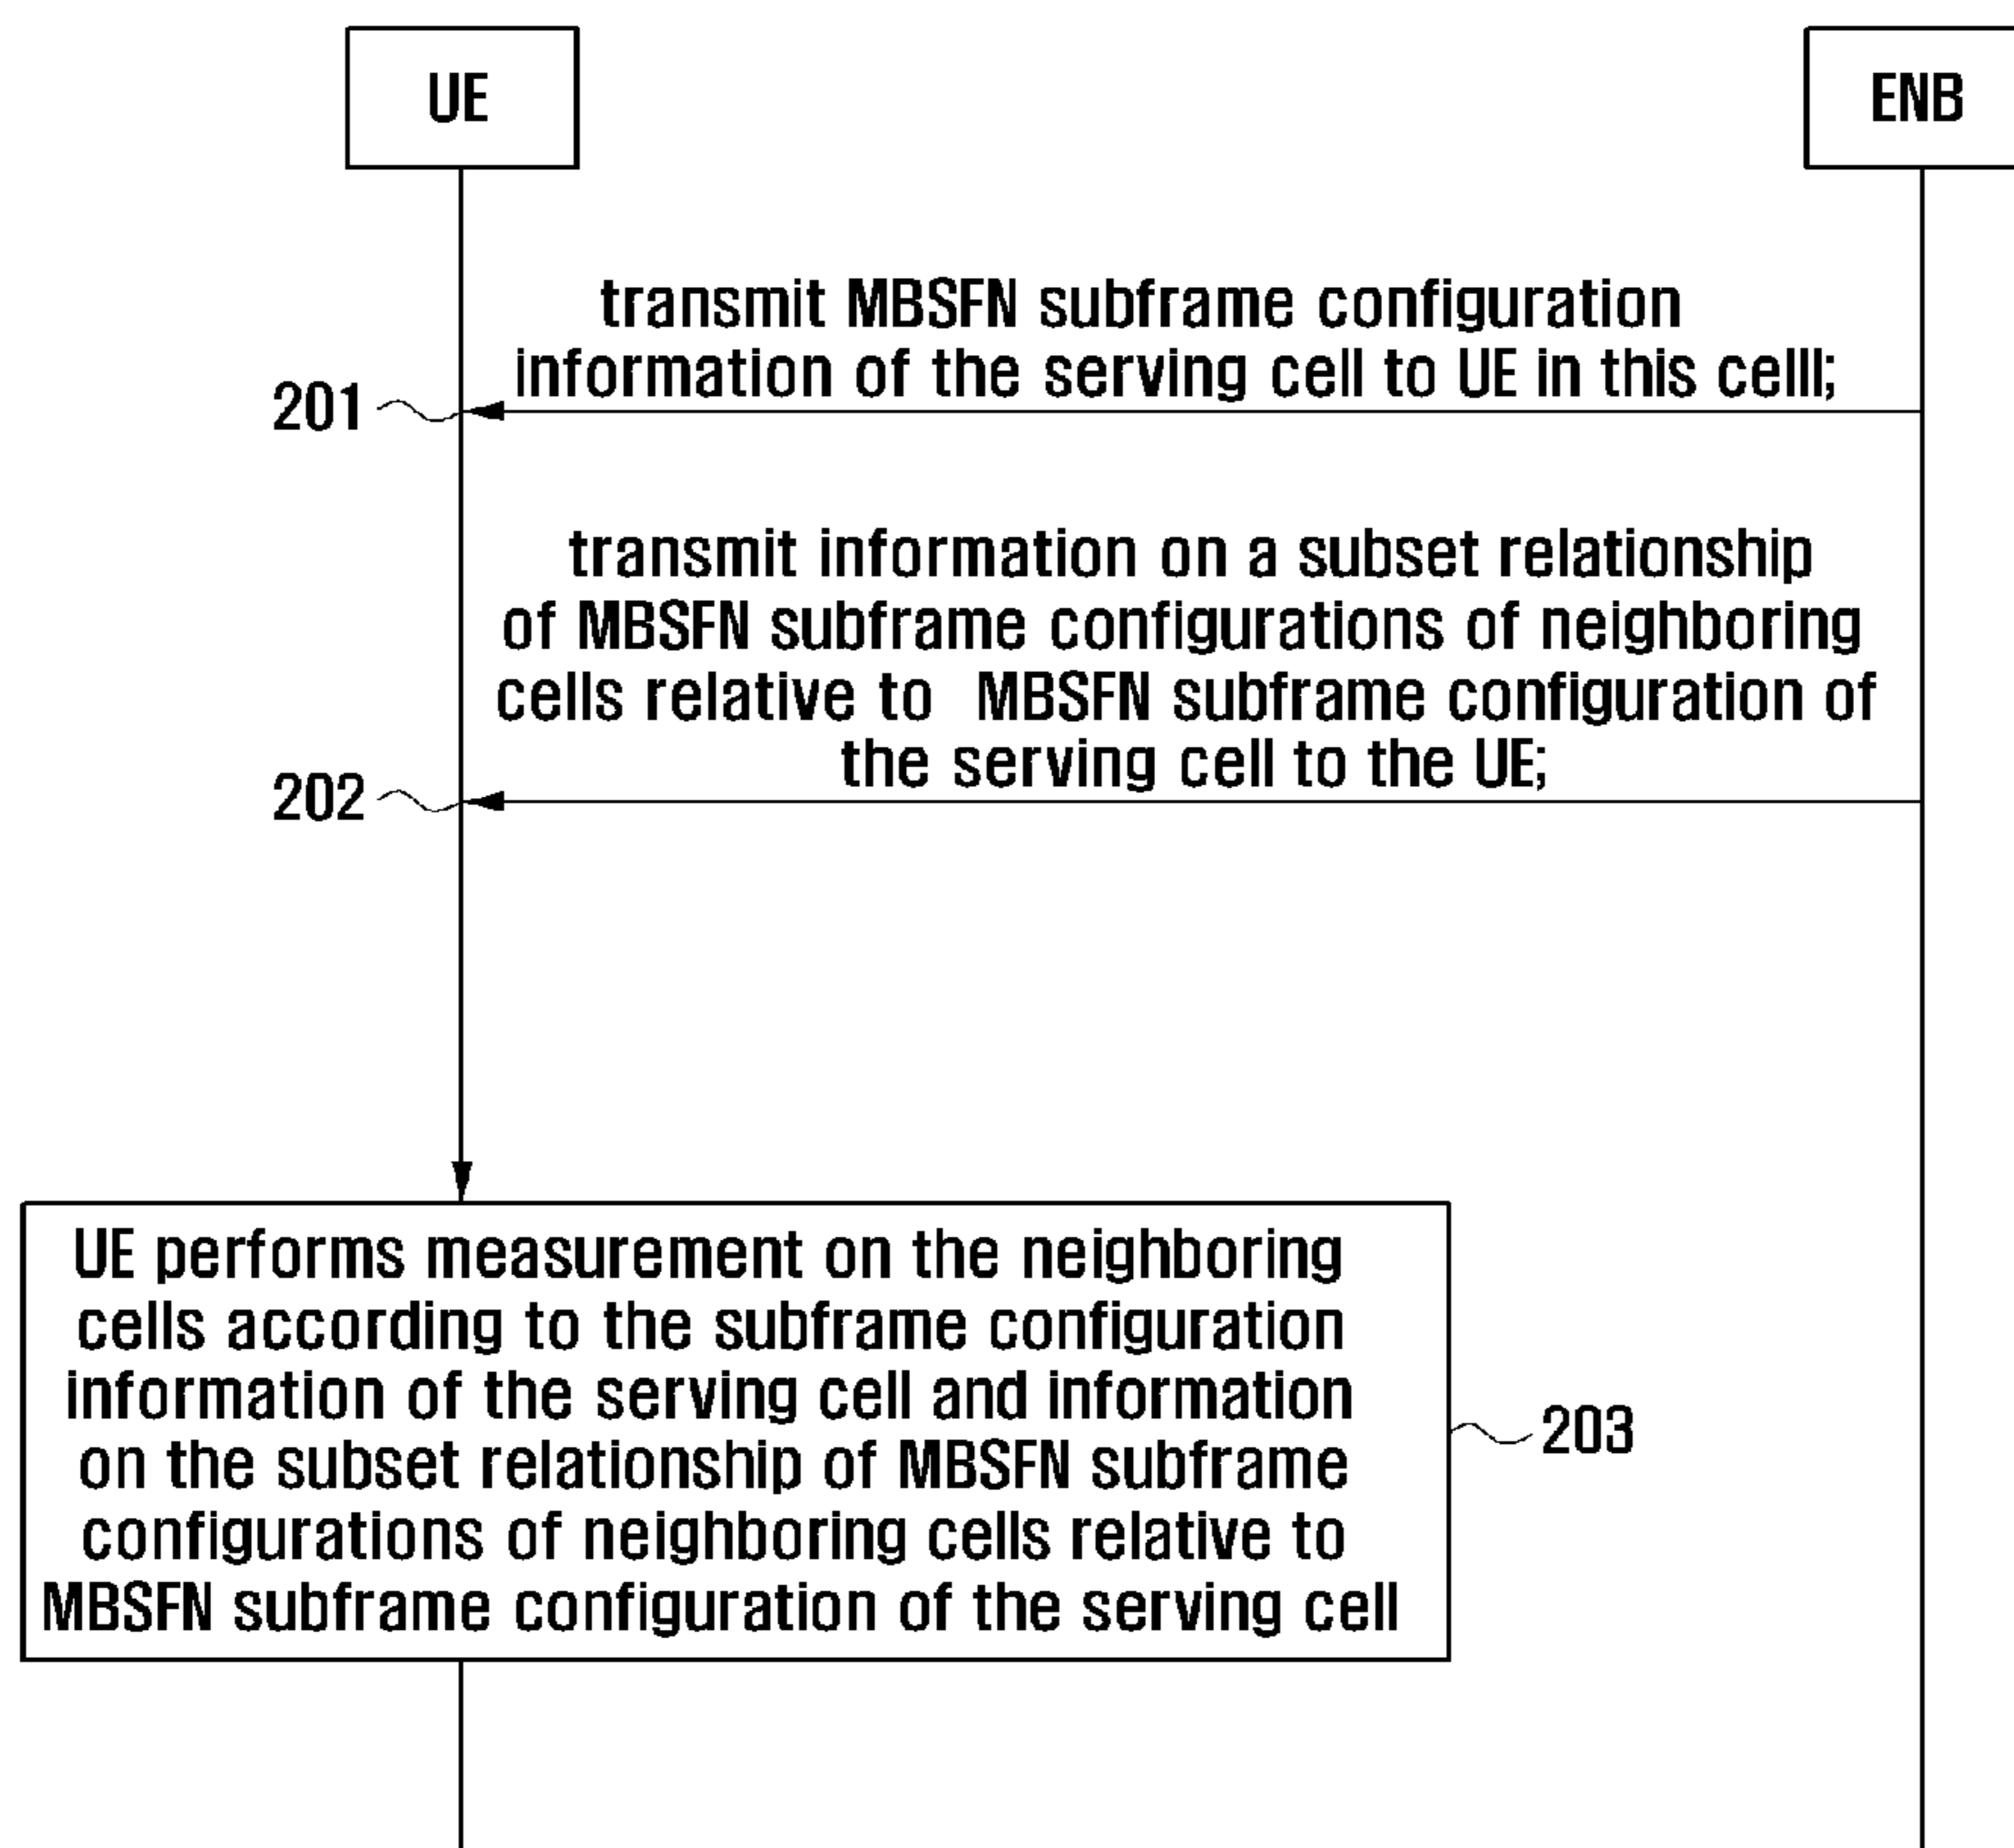 UE
ENB
transmit MBSFN subframe configuration
information of the serving cell to UE in this celll;
201
transmit information on a subset relationship
of MBSFN subframe configurations of neighboring
cells relative to MBSFN subframe configuration of
the serving cell to the UE;
202
UE performs measurement on the neighboring
cells according to the subframe configuration
information of the serving cell and information
on the subset relationship of MBSFN subframe
configurations of neighboring cells relative to
MBSFN subframe configuration of the serving cell
203